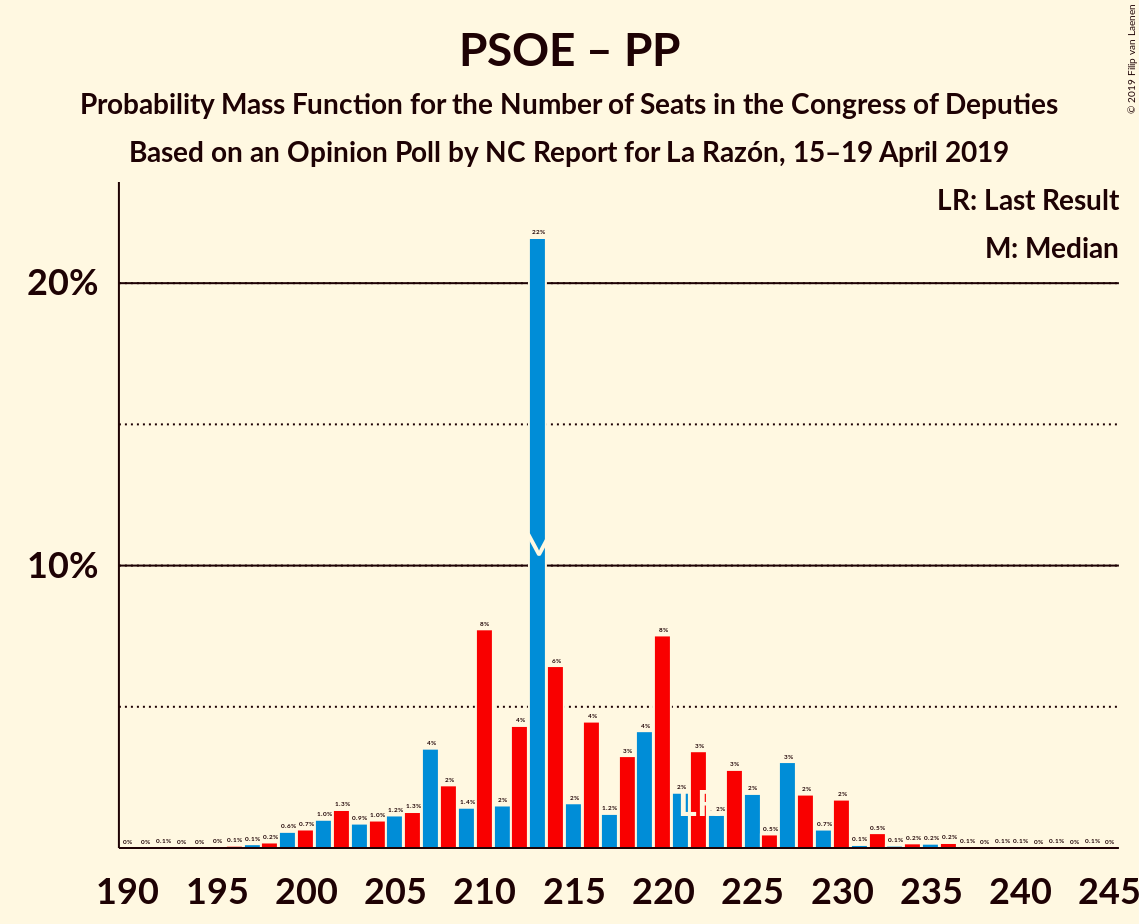 © 2019 Filip van Laenen
PSOE – PP
Probability Mass Function for the Number of Seats in the Congress of Deputies
Based on an Opinion Poll by NC Report for La Razón, 15–19 April 2019
LR: Last Result
M: Median
20%
10%
0% 0% 0.1% 0% 0% 0% 0.1% 0.1% 0.2% 0.6% 0.7% 1.0% 1.3% 0.9% 1.0% 1.2% 1.3% 4% 2% 1.4% 8% 2% 4% 22% 6% 2% 4% 1.2% 3% 4% 8% 2% 3% 2% 3% 2% 0.5% 3% 2% 0.7% 2% 0.1% 0.5% 0.1% 0.2% 0.2% 0.2% 0.1% 0% 0.1% 0.1% 0% 0.1% 0% 0.1% 0%
M
LR
190 195 200 205 210 215 220 225 230 235 240 245